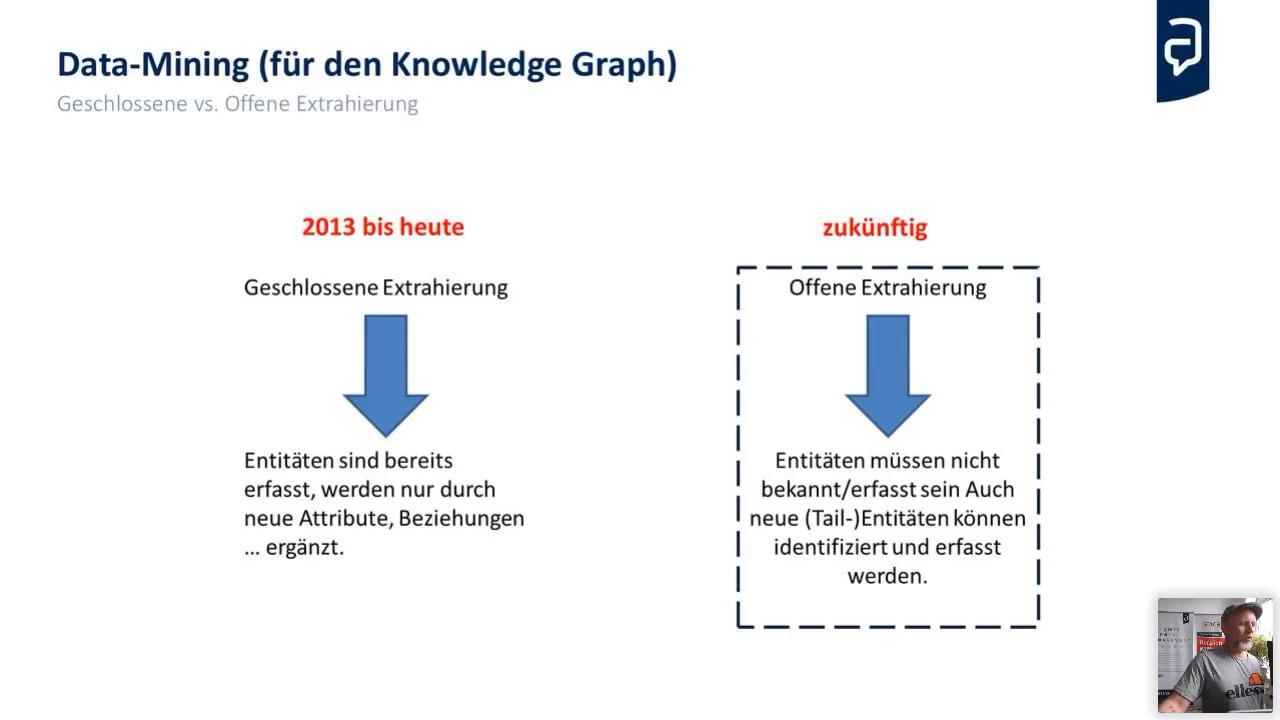 Data-Mining (für den Knowledge Graph)
Geschlossene vs. Offene Extrahierung
2013 bis heute
Geschlossene Extrahierung
Entitäten sind bereits
erfasst, werden nur durch
neue Attribute, Beziehungen
... ergänzt.
zukünftig
Offene Extrahierung
Entitäten müssen nicht
bekannt/erfasst sein Auch
neue (Tail-)Entitäten können
identifiziert und erfasst
werden.
Herzlich
elles